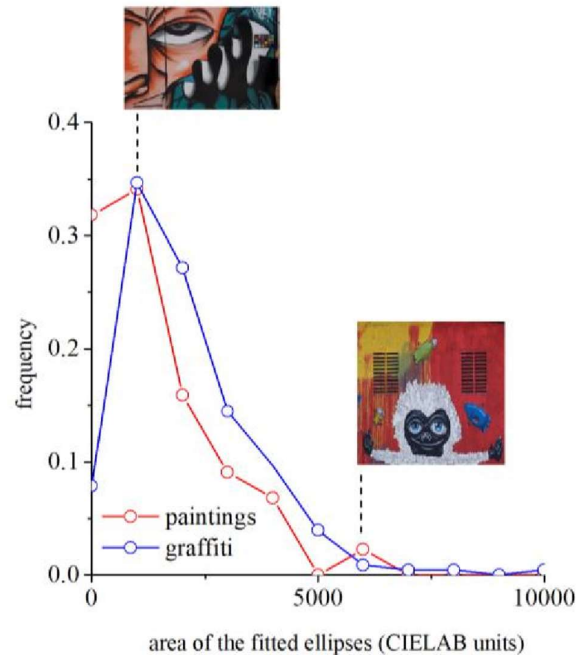 0.4
0.3
0.2
0.1
0.0
frequency
paintings
graffiti
0
5000
10000
area of the fitted ellipses (CIELAB units)